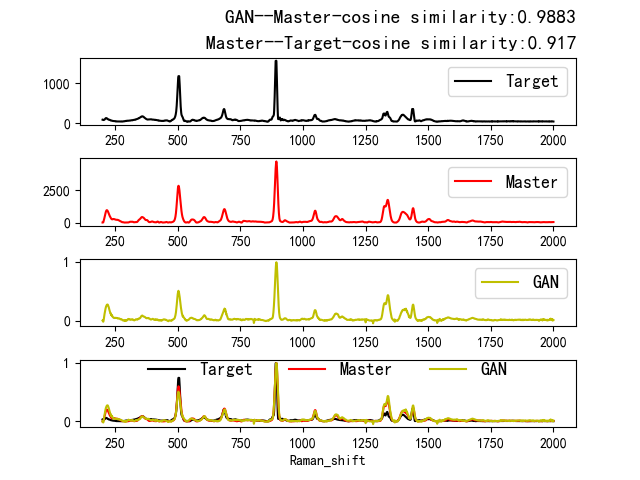 GAN--Master-cosine similarity:0.9883
Master--Target-cosine similarity:0.917
1000
0
Target
250 500 750 1000 1250 1500 1750 2000
2500
0
Master
250 500 750 1000 1250 1500 1750 2000
1
0
GAN
250 500 750 1000 1250 1500 1750 2000
1
0
Target Master GAN
250 500 750 1000 1250 1500 1750 2000
Raman_shift